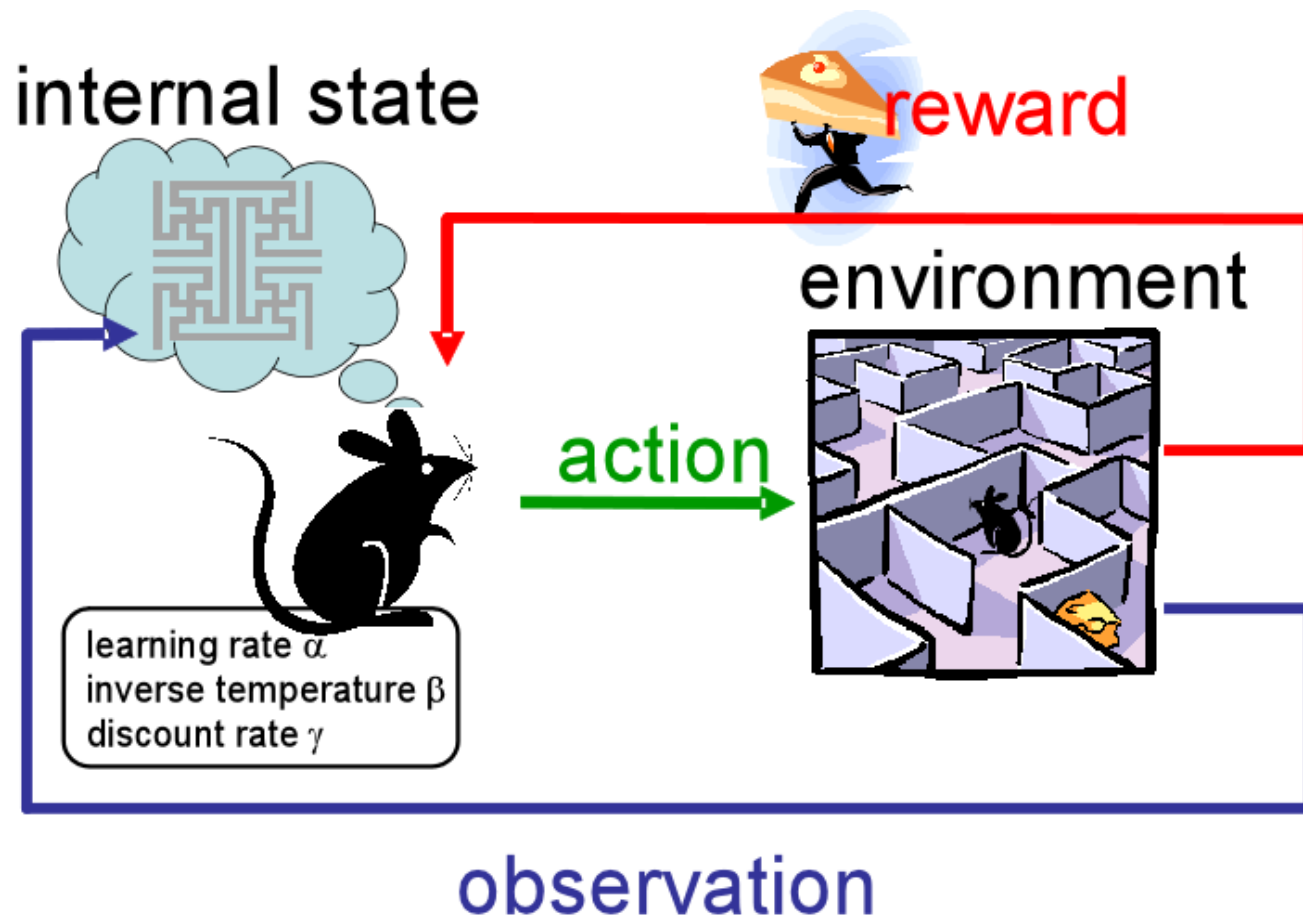 internal state
reward
environment
action
learning rate α
inverse temperature β
discount rate γ
observation